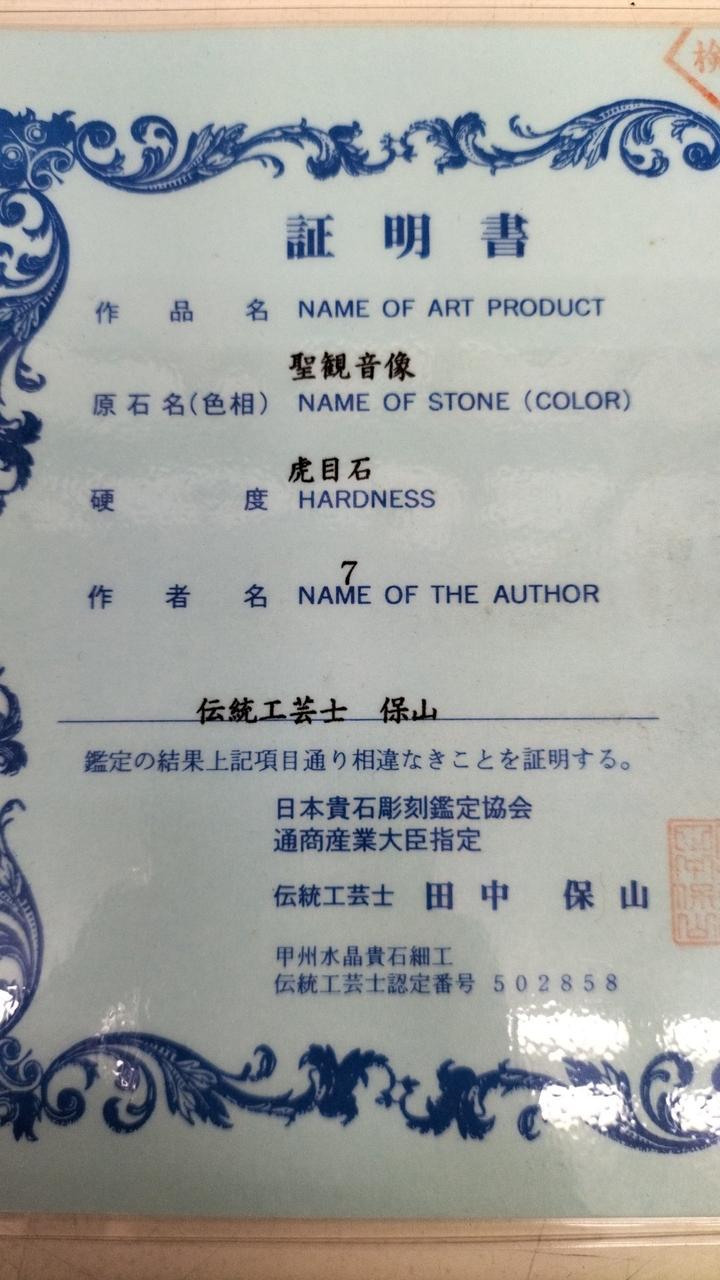 検
証明書
作品名 NAME OF ART PRODUCT
聖観音像
原石名(色相) NAME OF STONE (COLOR)
虎目石
硬度 HARDNESS
7
作者名 NAME OF THE AUTHOR
伝統工芸士 保山
鑑定の結果上記項目通り相違なきことを証明する。
日本貴石彫刻鑑定協会
通商産業大臣指定
伝統工芸士 田中 保山
甲州水晶貴石細工
伝統工芸士認定番号 502858